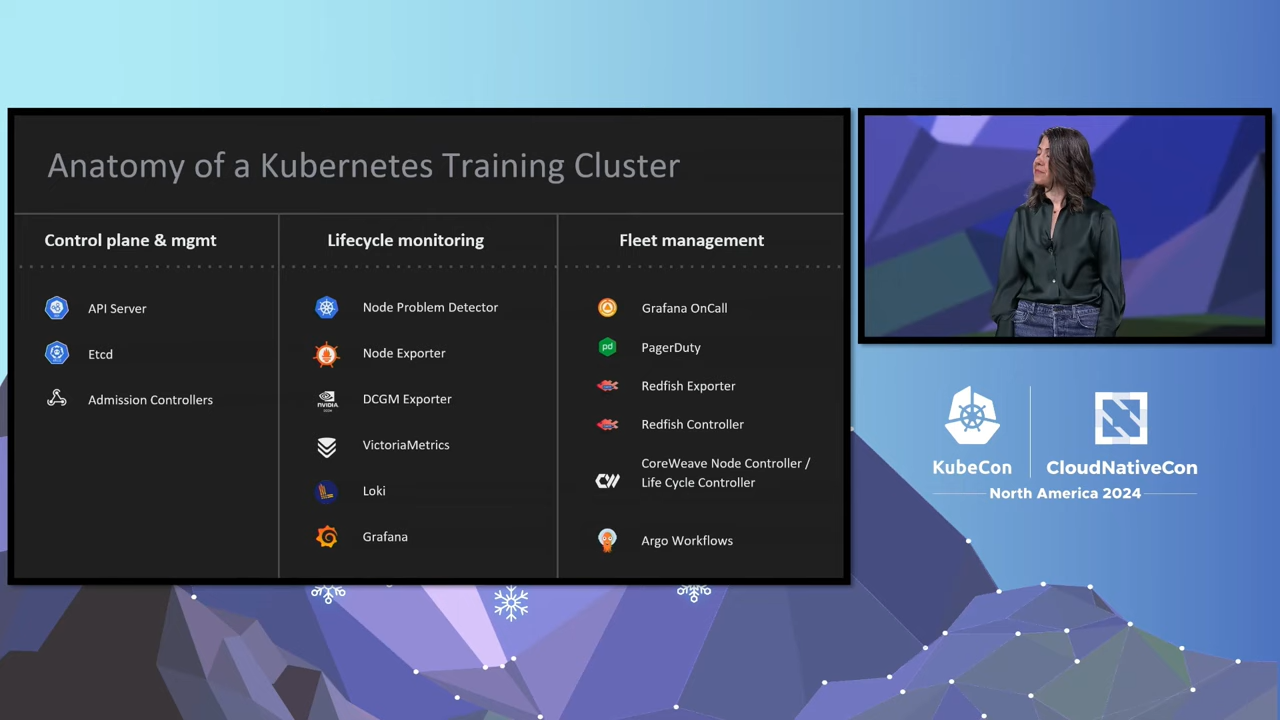 Anatomy of a Kubernetes Training Cluster
Control plane & mgmt
API Server
Etcd
Admission Controllers
Lifecycle monitoring
Node Problem Detector
Node Exporter
NVIDIA
DCGM Exporter
VictoriaMetrics
Loki
Grafana
Fleet management
Grafana OnCall
pd
PagerDuty
Redfish Exporter
Redfish Controller
CoreWeave Node Controller /
Life Cycle Controller
Argo Workflows
KubeCon
CloudNativeCon
North America 2024